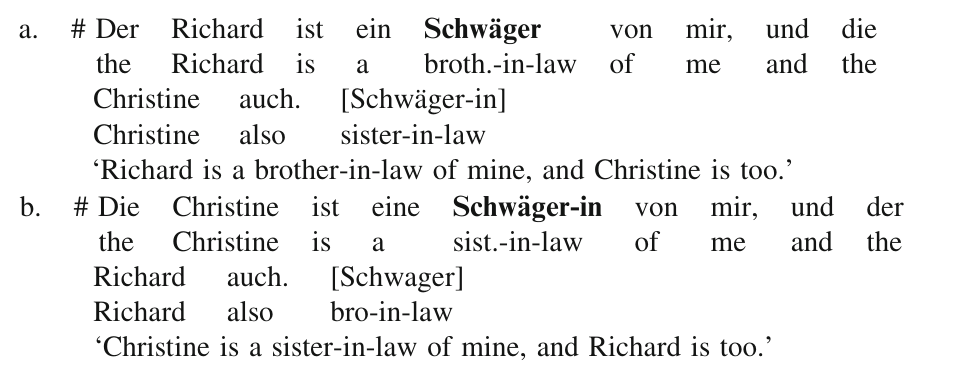 a. # Der Richard ist ein Schwäger von mir, und die
the Richard is a broth.-in-law of me and the
Christine auch. [Schwäger-in]
Christine also sister-in-law
‘Richard is a brother-in-law of mine, and Christine is too.’
b. # Die Christine ist eine Schwäger-in von mir, und der
the Christine is a sist.-in-law of me and the
Richard auch. [Schwager]
Richard also bro-in-law
‘Christine is a sister-in-law of mine, and Richard is too.’